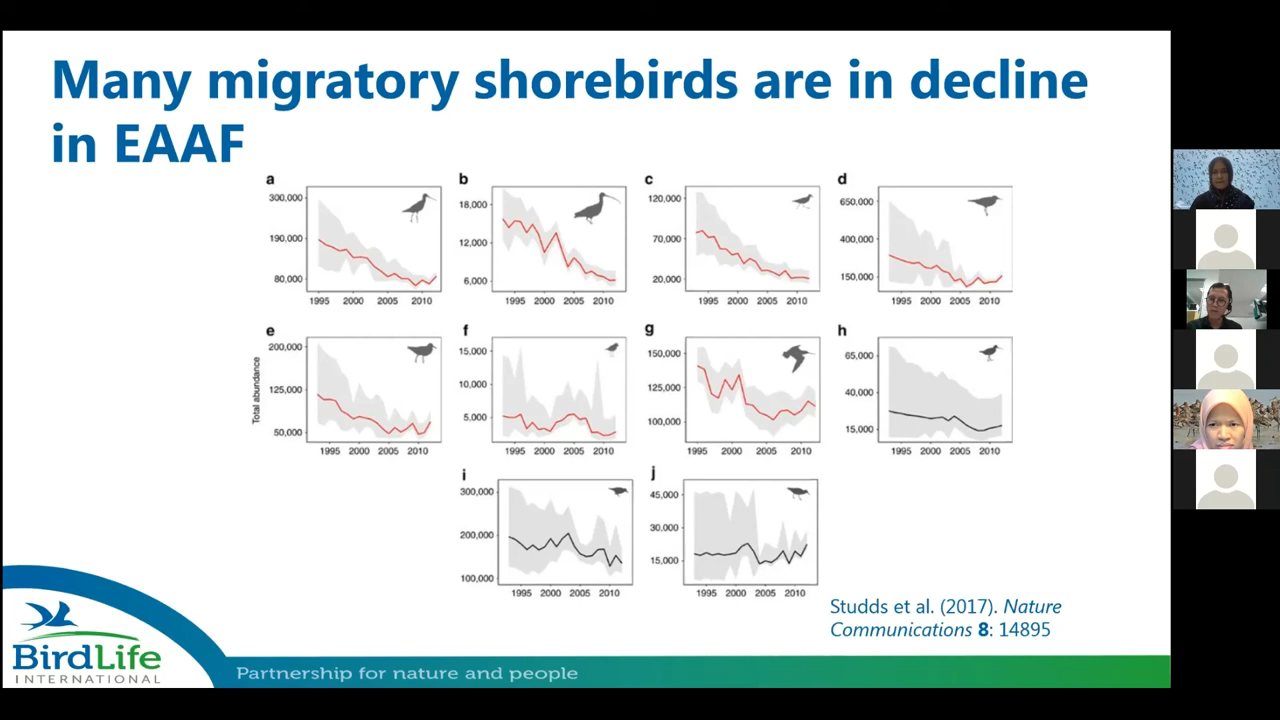 Many migratory shorebirds are in decline
in EAAF
a
300,000
190,000
80,000
1995 2000 2005 2010
b
18,000
12,000
6,000
1995 2000 2005 2010
c
120,000
70,000
20,000
1995 2000 2005 2010
d
650,000
400,000
150,000
1995 2000 2005 2010
Total abundance
e
200,000
125,000
50,000
1995 2000 2005 2010
f
15,000
10,000
5,000
1995 2000 2005 2010
g
150,000
125,000
100,000
1995 2000 2005 2010
h
65,000
15,000
1995 2000 2005 2010
i
300,000
200,000
100,000
1995 2000 2005 2010
j
45,000
30,000
15,000
1995 2000 2005 2010
Studds et al. (2017). Nature
Communications 8: 14895
BirdLife
INTERNATIONAL
Partnership for nature and people